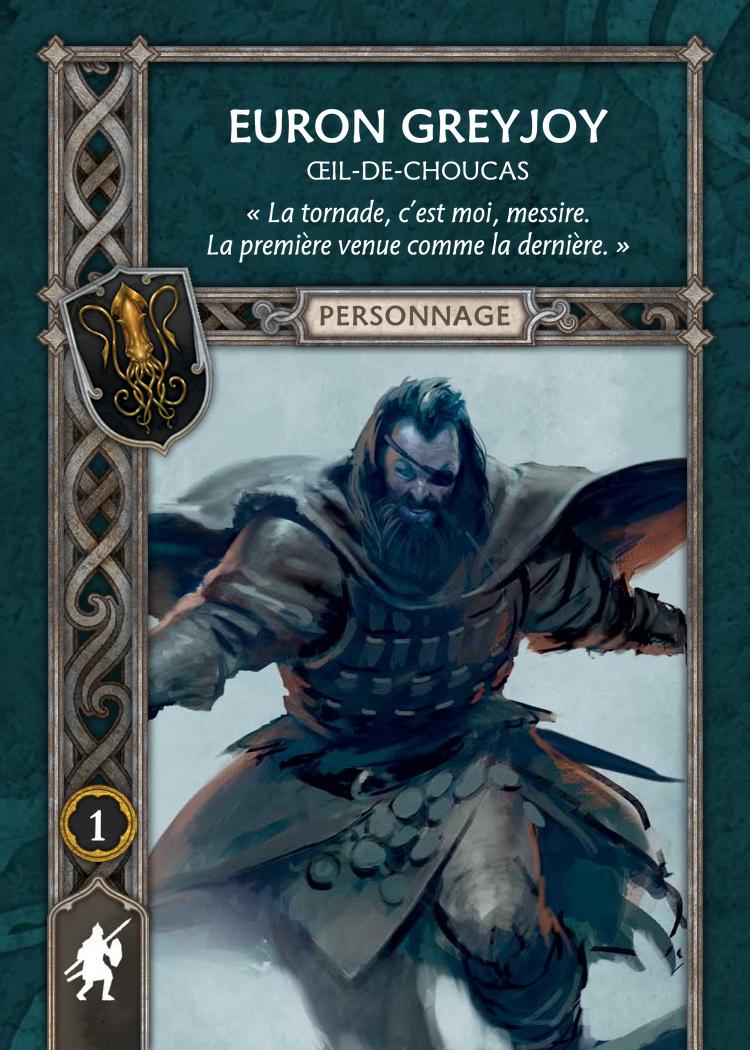 EURON GREYJOY
ŒIL-DE-CHOUCAS
« La tornade, c’est moi, messire.
La première venue comme la dernière. »
PERSONNAGE
1